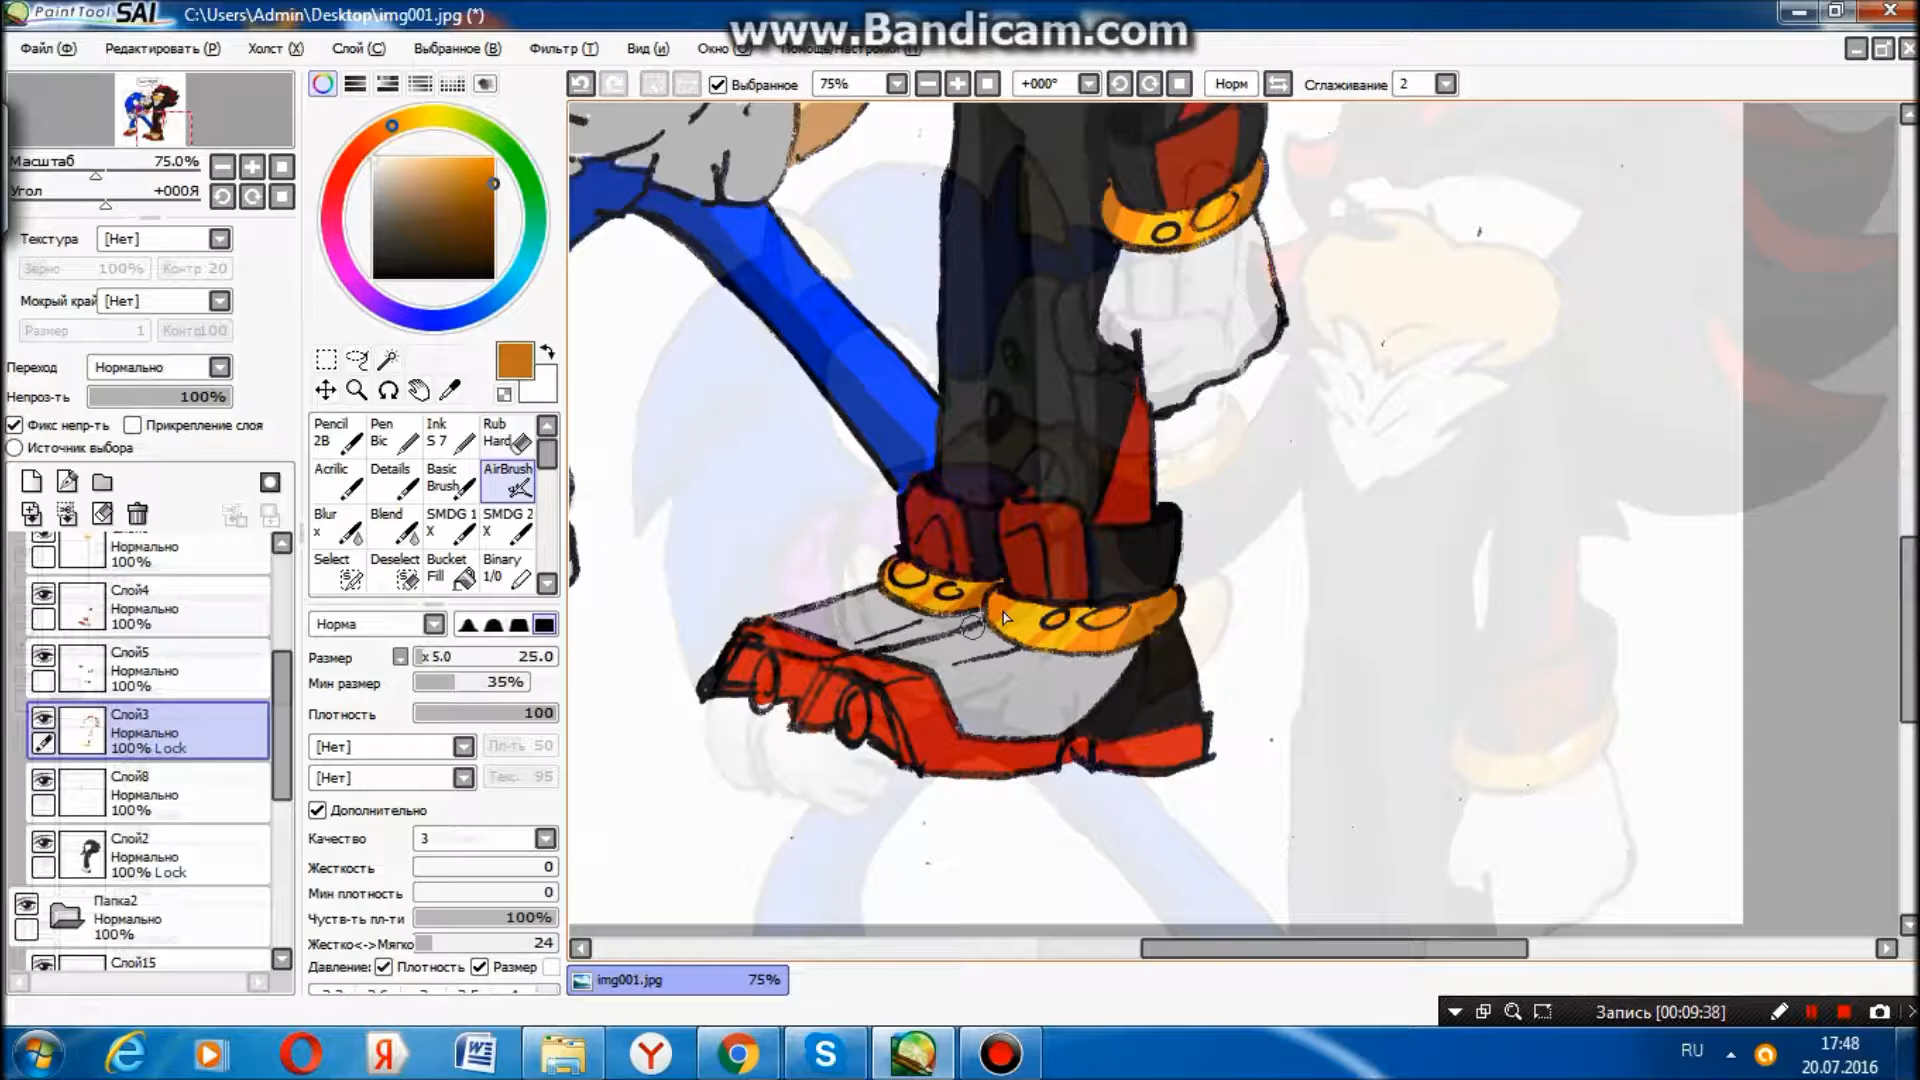 PaintTool SAI C:\Users\Admin\Desktop\img001.jpg (*)
www.Bandicam.com
Файл (Ф) Редактировать (P) Холст (X) Слой (C) Выбранное (B) Фильтр (T) Вид (и) Окно
Выбранное 75% +000° Норм Сглаживание 2
Масштаб 75.0%
Угол +000Я
Текстура [Нет]
Зерно 100% Контр 20
Мокрый край [Нет]
Размер 1 Контр100
Переход Нормально
Непроз-ть 100%
Фикс непр-ть Прикрепление слоя
Источник выбора
Нормально
100%
Слой4
Нормально
100%
Слой5
Нормально
100%
Слой3
Нормально
100% Lock
Слой8
Нормально
100%
Слой2
Нормально
100% Lock
Папка2
Нормально
100%
Слой15
Pencil 2B
Pen Bic
Ink S 7
Rub Hard
Acrilic
Details
Basic Brush
AirBrush
Blur x
Blend
SMDG 1 X
SMDG 2 X
Select
Deselect
Bucket Fill
Binary 1/0
Норма
Размер x 5.0 25.0
Мин размер 35%
Плотность 100
[Нет] Пл-ть 50
[Нет] Текс. 95
Дополнительно
Качество 3
Жесткость 0
Мин плотность 0
Чуств-ть пл-ти 100%
Жестко<->Мягко 24
Давление: Плотность Размер
img001.jpg 75%
Запись [00:09:38]
RU
17:48
20.07.2016